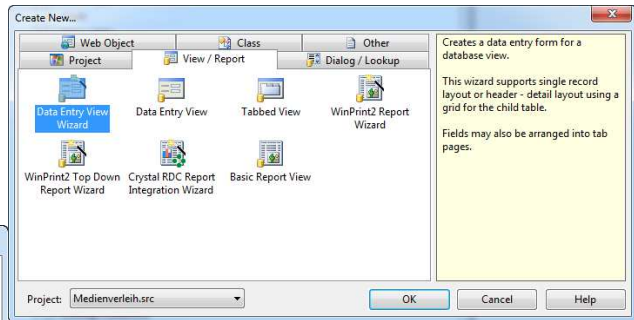 Create New...
Web Object
Class
Other
Project
View / Report
Dialog / Lookup
Data Entry View
Wizard
Data Entry View
Tabbed View
WinPrint2 Report
Wizard
WinPrint2 Top Down
Report Wizard
Crystal RDC Report
Integration Wizard
Basic Report View
Creates a data entry form for a
database view.
This wizard supports single record
layout or header - detail layout using a
grid for the child table.
Fields may also be arranged into tab
pages.
Project:
Medienverleih.src
OK
Cancel
Help